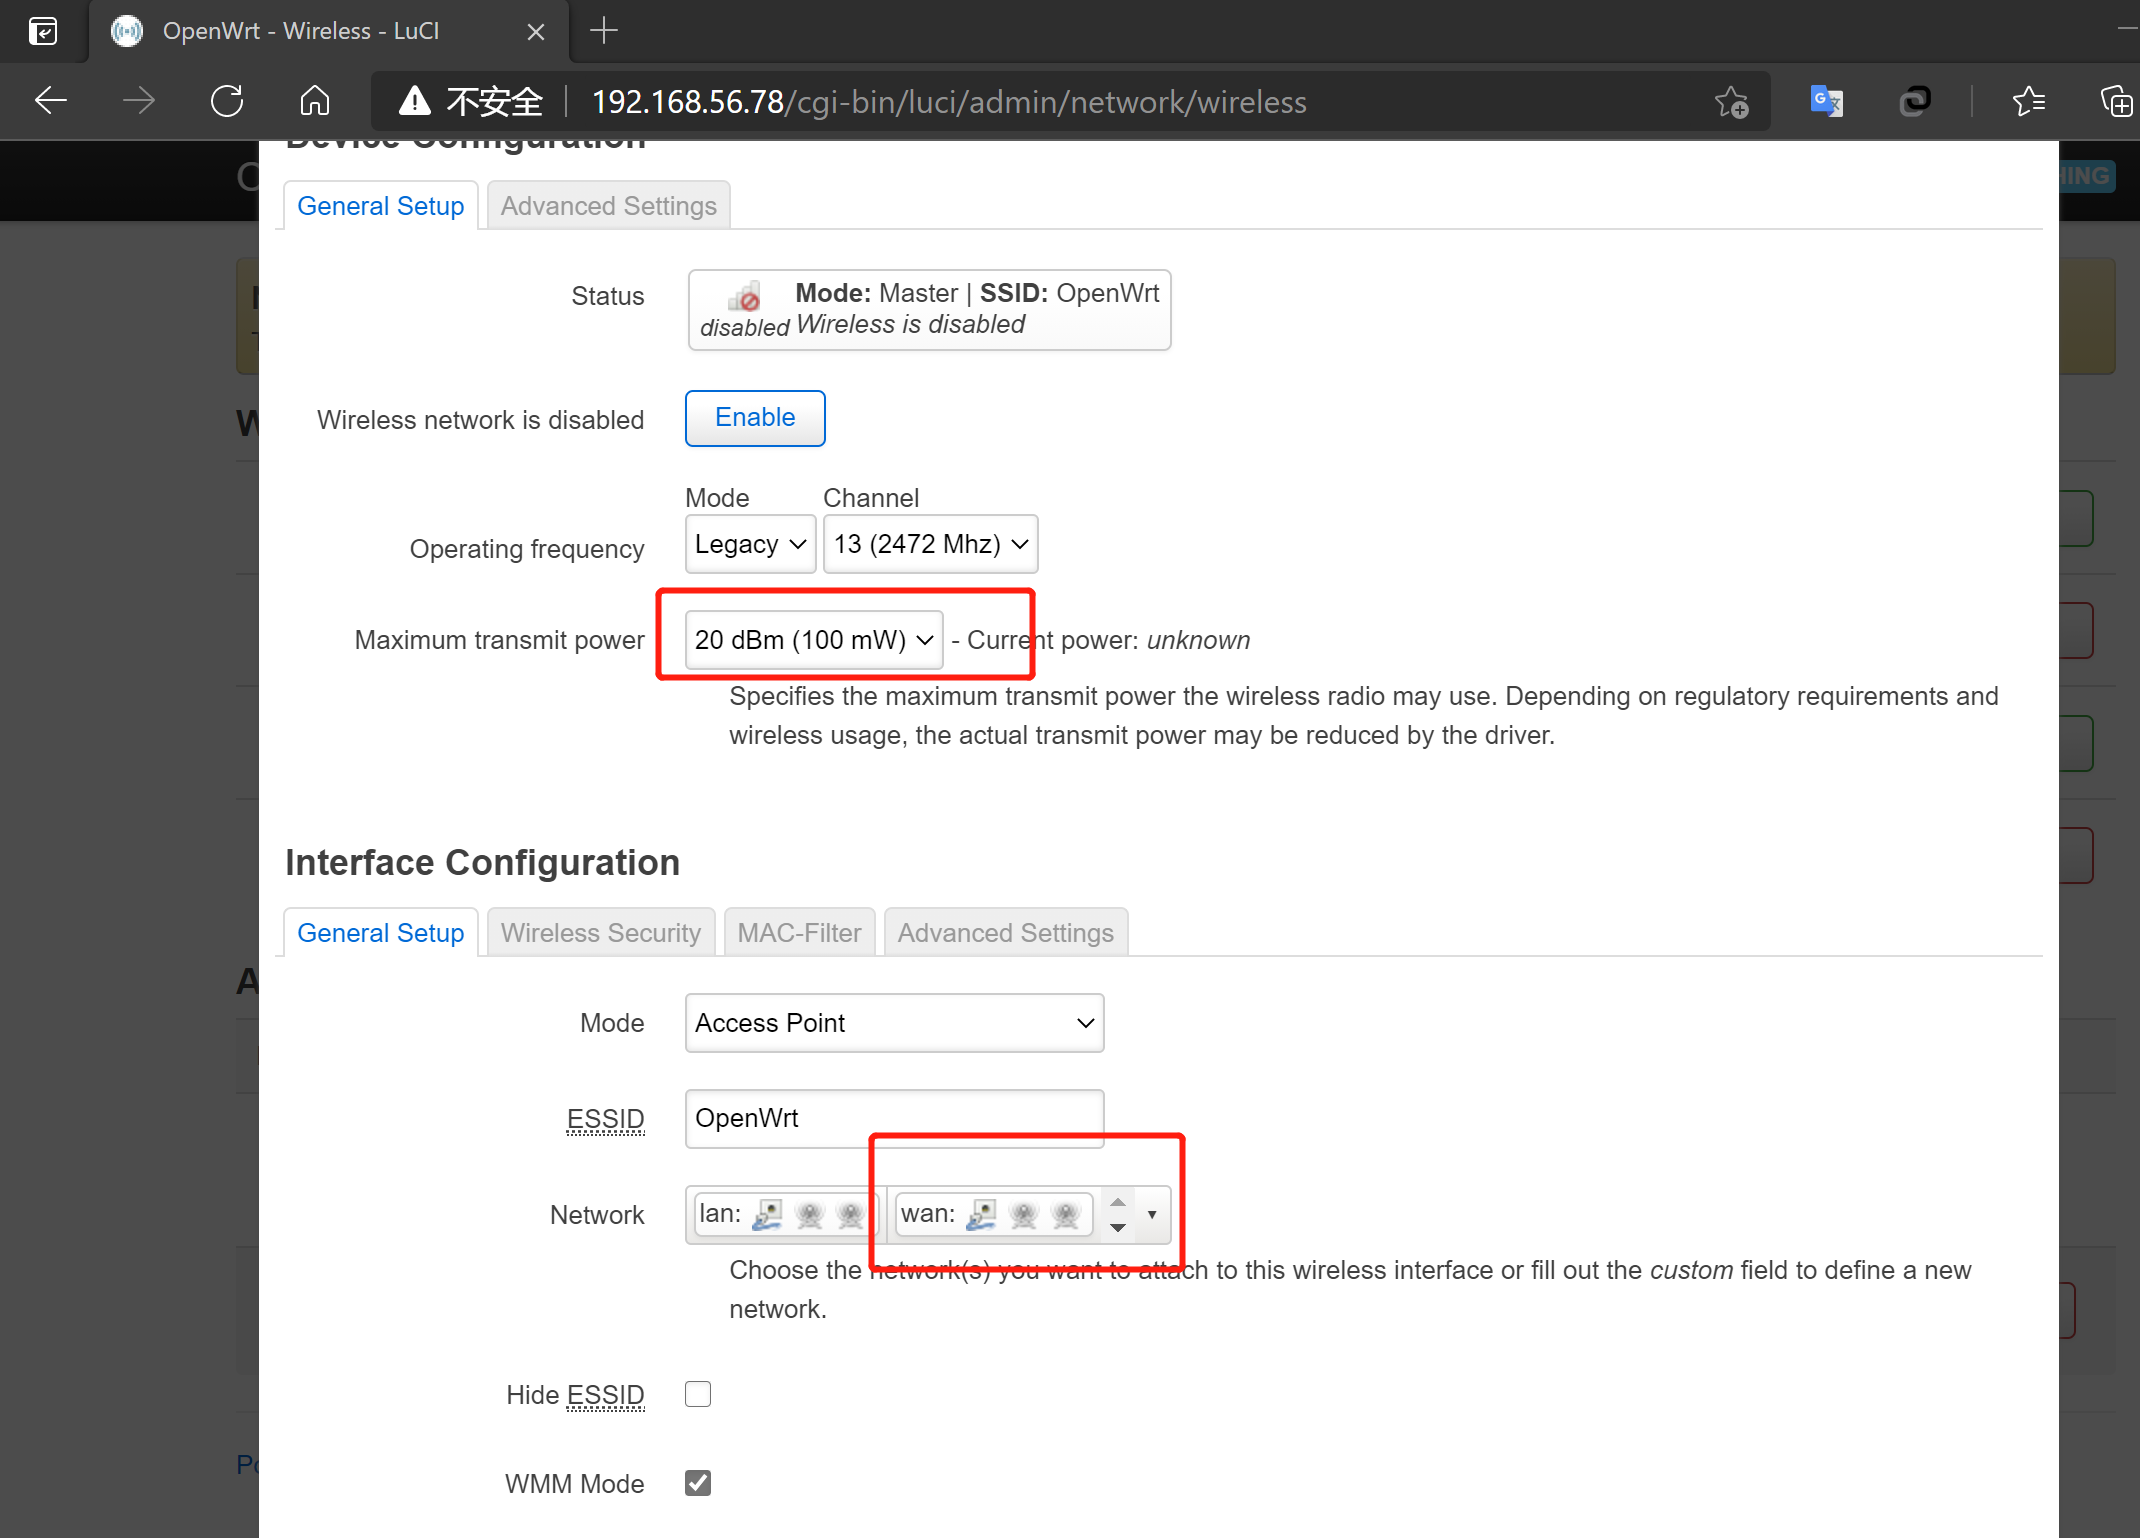 OpenWrt - Wireless - LuCI
不安全 192.168.56.78/cgi-bin/luci/admin/network/wireless
Device Configuration
General Setup Advanced Settings
Status
Mode: Master | SSID: OpenWrt
disabled Wireless is disabled
Wireless network is disabled Enable
Mode Channel
Operating frequency Legacy 13 (2472 Mhz)
Maximum transmit power 20 dBm (100 mW) - Current power: unknown
Specifies the maximum transmit power the wireless radio may use. Depending on regulatory requirements and
wireless usage, the actual transmit power may be reduced by the driver.
Interface Configuration
General Setup Wireless Security MAC-Filter Advanced Settings
Mode Access Point
ESSID OpenWrt
Network lan: wan:
Choose the network(s) you want to attach to this wireless interface or fill out the custom field to define a new
network.
Hide ESSID
WMM Mode